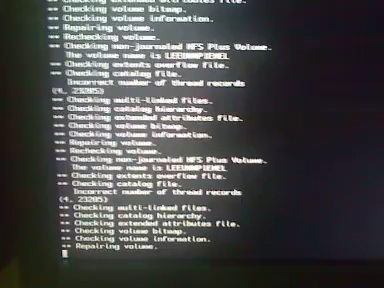 ** Checking extended attributes file.
** Checking volume bitmap.
** Checking volume information.
** Repairing volume.
** Rechecking volume.
** Checking non-journaled HFS Plus Volume.
The volume name is
** Checking extents overflow file.
** Checking catalog file.
Incorrect number of thread records
(4, 23205)
** Checking multi-linked files.
** Checking catalog hierarchy.
** Checking extended attributes file.
** Checking volume bitmap.
** Checking volume information.
** Repairing volume.
** Rechecking volume.
** Checking non-journaled HFS Plus Volume.
The volume name is
** Checking extents overflow file.
** Checking catalog file.
Incorrect number of thread records
(4, 23205)
** Checking multi-linked files.
** Checking catalog hierarchy.
** Checking extended attributes file.
** Checking volume bitmap.
** Checking volume information.
** Repairing volume.